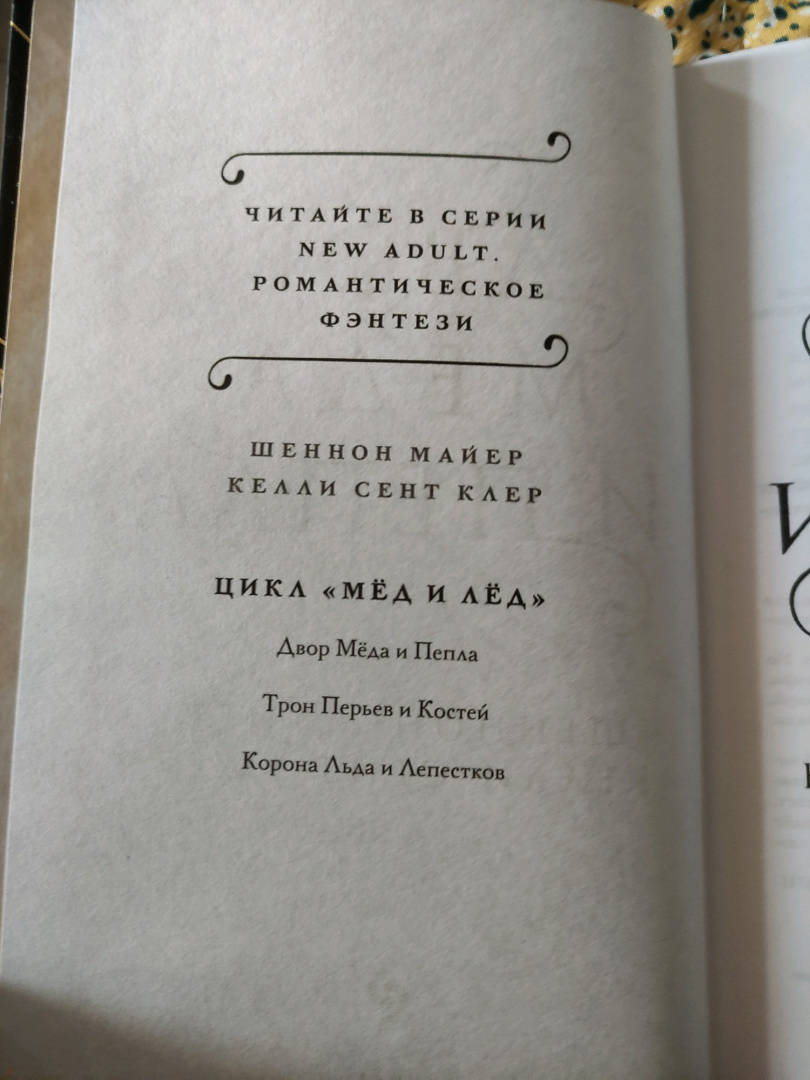 ЧИТАЙТЕ В СЕРИИ
NEW ADULT.
РОМАНТИЧЕСКОЕ
ФЭНТЕЗИ
ШЕННОН МАЙЕР
КЕЛЛИ СЕНТ КЛЕР
ЦИКЛ «МЁД И ЛЁД»
Двор Мёда и Пепла
Трон Перьев и Костей
Корона Льда и Лепестков